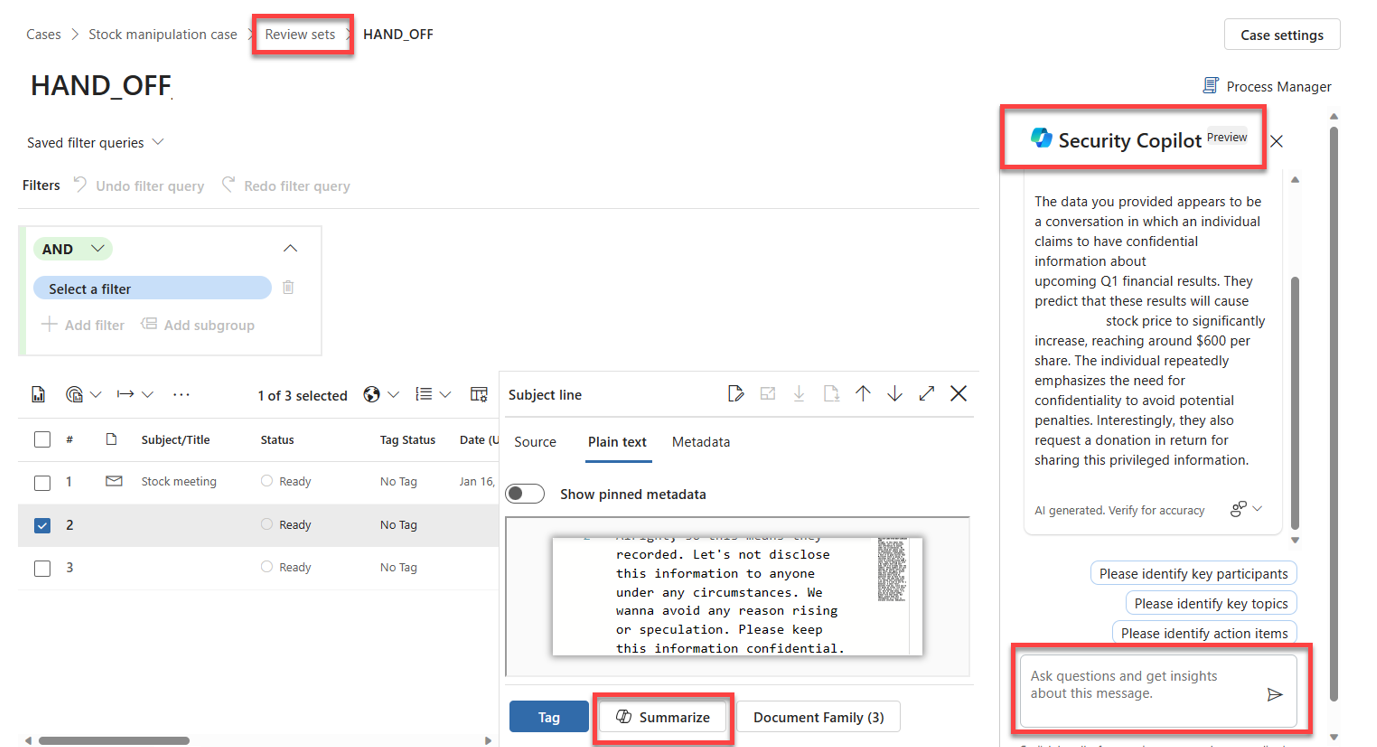 Cases > Stock manipulation case > Review sets > HAND_OFF
Case settings
HAND_OFF
Process Manager
Saved filter queries
Filters Undo filter query Redo filter query
AND
Select a filter
Add filter Add subgroup
1 of 3 selected
# Subject/Title Status Tag Status Date (U
1 Stock meeting Ready No Tag Jan 16,
2 Ready No Tag
3 Ready No Tag
Subject line
Source Plain text Metadata
Show pinned metadata
recorded. Let's not disclose
this information to anyone
under any circumstances. We
wanna avoid any reason rising
or speculation. Please keep
this information confidential.
Tag Summarize Document Family (3)
Security Copilot Preview
The data you provided appears to be
a conversation in which an individual
claims to have confidential
information about
upcoming Q1 financial results. They
predict that these results will cause
stock price to significantly
increase, reaching around $600 per
share. The individual repeatedly
emphasizes the need for
confidentiality to avoid potential
penalties. Interestingly, they also
request a donation in return for
sharing this privileged information.
AI generated. Verify for accuracy
Please identify key participants
Please identify key topics
Please identify action items
Ask questions and get insights
about this message.